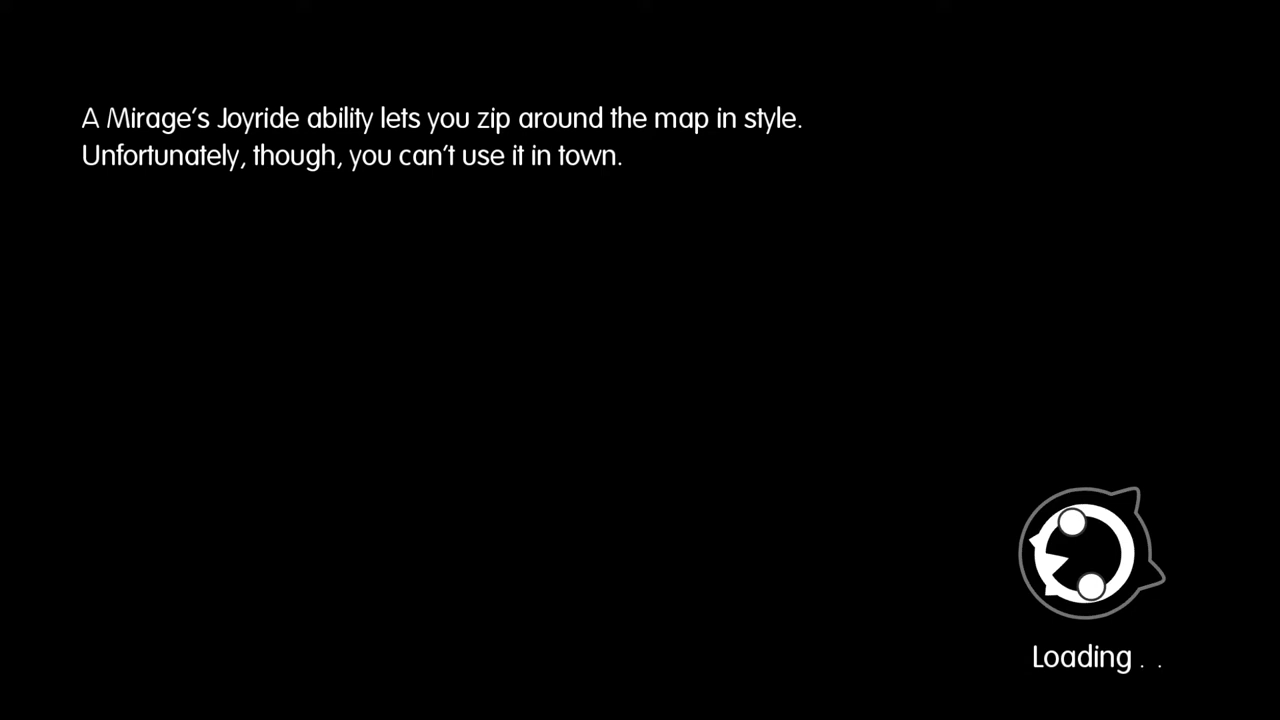 A Mirage's Joyride ability lets you zip around the map in style.
Unfortunately, though, you can't use it in town.
Loading . .